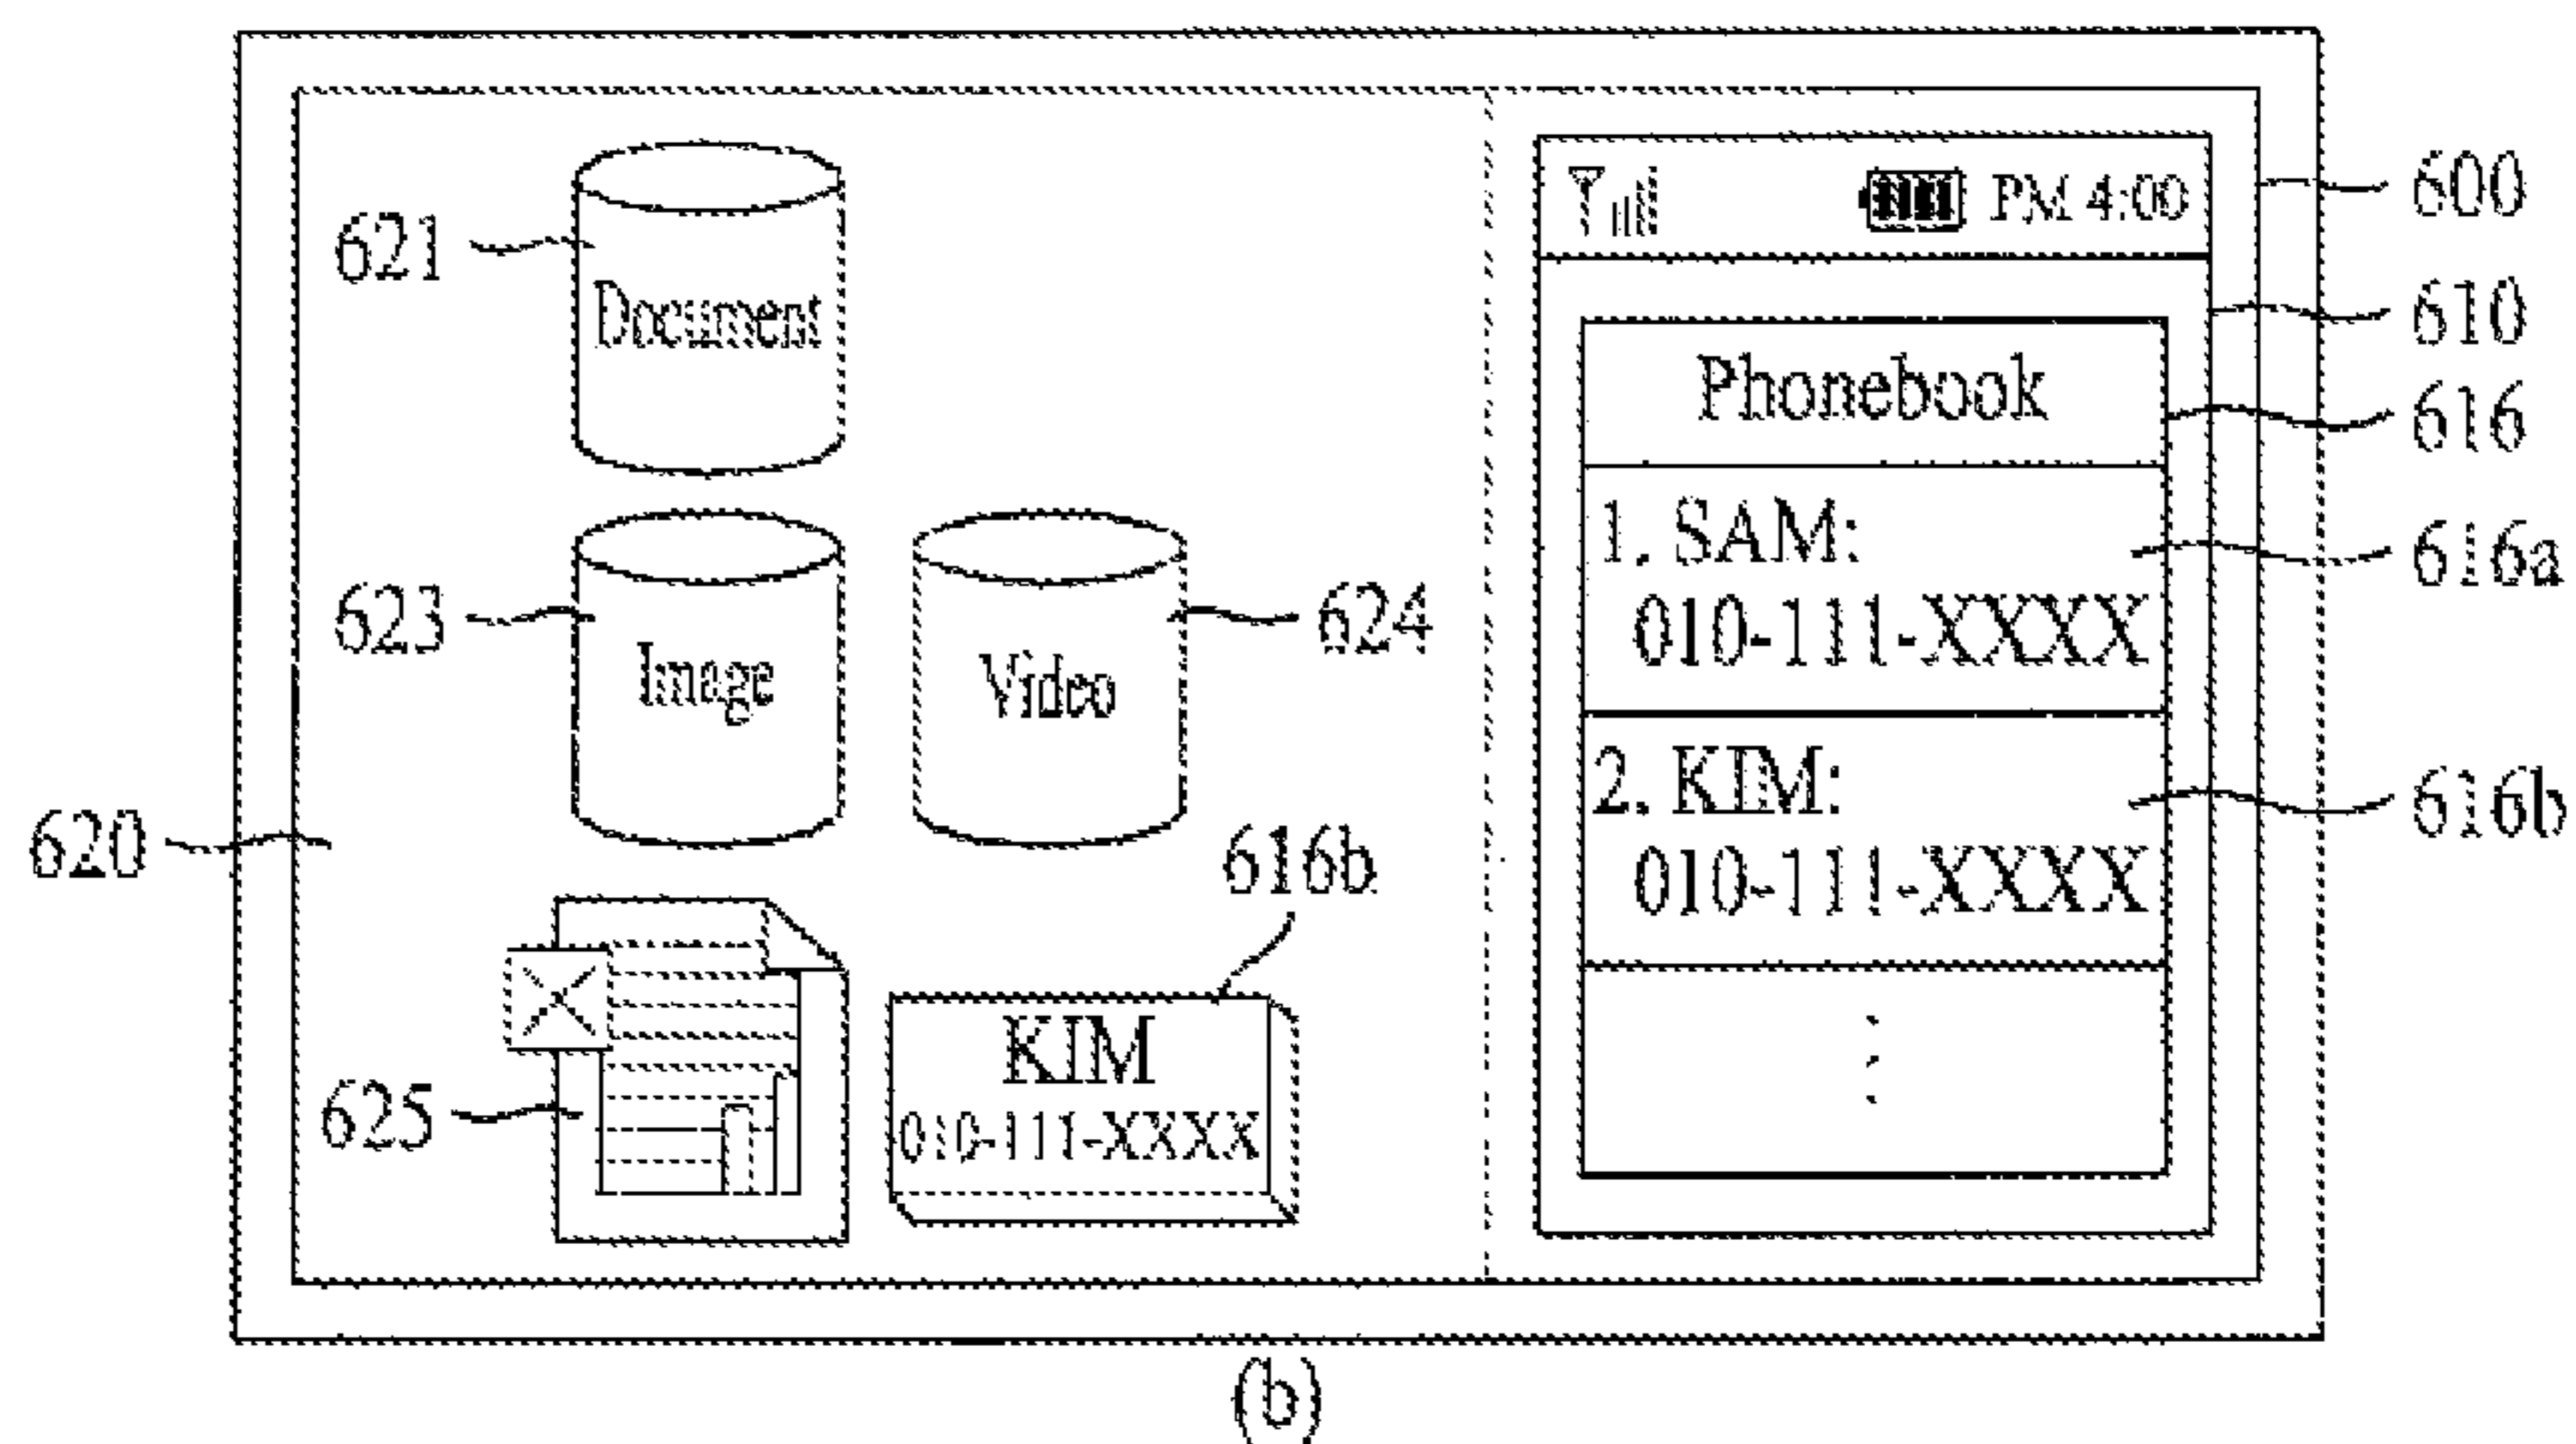 621
Document
623
Image
624
Video
620
616b
625
KIM
010-111-XXXX
PM 4:00
600
610
Phonebook
616
1. SAM:
010-111-XXXX
616a
2. KIM:
010-111-XXXX
616b
(b)